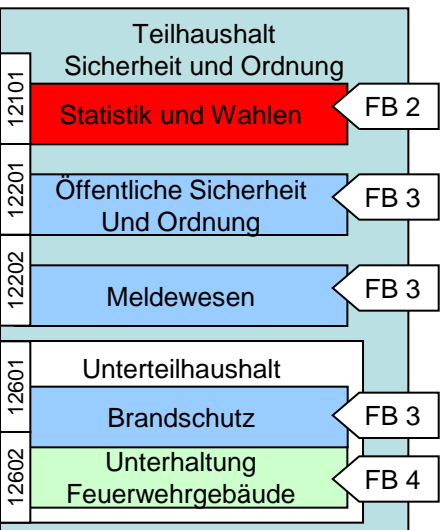 Teilhaushalt
Sicherheit und Ordnung
12101
Statistik und Wahlen
FB 2
12201
Öffentliche Sicherheit
Und Ordnung
FB 3
12202
Meldewesen
FB 3
Unterteilhaushalt
12601
Brandschutz
FB 3
12602
Unterhaltung
Feuerwehrgebäude
FB 4